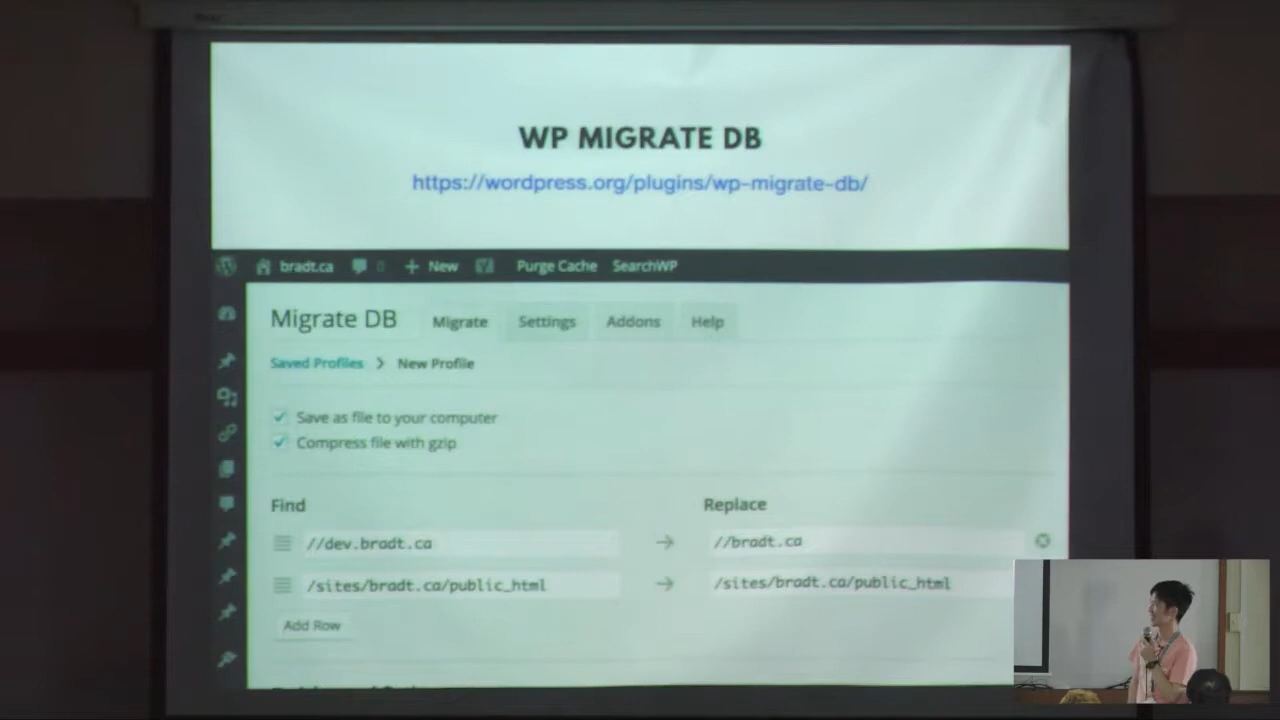 WP MIGRATE DB
https://wordpress.org/plugins/wp-migrate-db/
bradt.ca 0 + New Purge Cache SearchWP
Migrate DB Migrate Settings Addons Help
Saved Profiles > New Profile
Save as file to your computer
Compress file with gzip
Find Replace
//dev.bradt.ca → //bradt.ca
/sites/bradt.ca/public_html → /sites/bradt.ca/public_html
Add Row